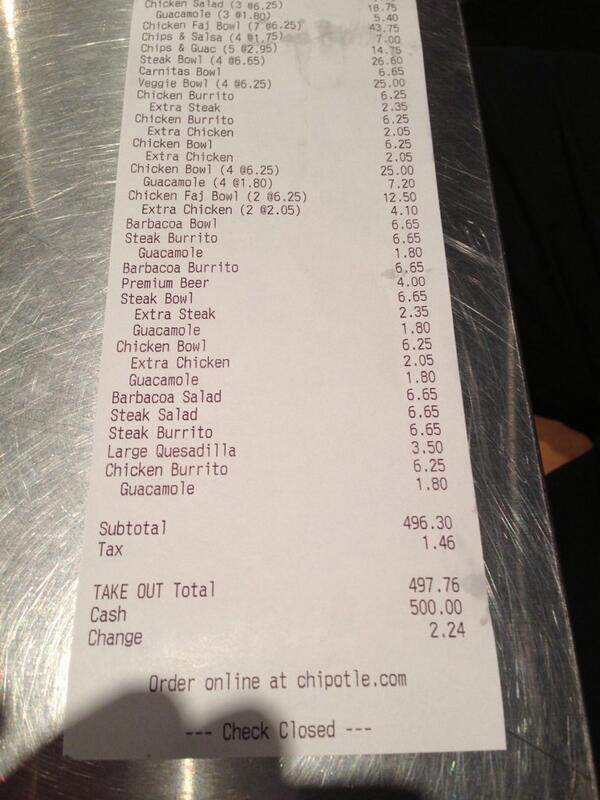 Chicken Salad (3 @6.25) 18.75
Guacamole (3 @1.80) 5.40
Chicken Faj Bowl (7 @6.25) 43.75
Chips & Salsa (4 @1.75) 7.00
Chips & Guac (5 @2.95) 14.75
Steak Bowl (4 @6.65) 26.60
Carnitas Bowl 6.65
Veggie Bowl (4 @6.25) 25.00
Chicken Burrito 6.25
Extra Steak 2.35
Chicken Burrito 6.25
Extra Chicken 2.05
Chicken Bowl 6.25
Extra Chicken 2.05
Chicken Bowl (4 @6.25) 25.00
Guacamole (4 @1.80) 7.20
Chicken Faj Bowl (2 @6.25) 12.50
Extra Chicken (2 @2.05) 4.10
Barbacoa Bowl 6.65
Steak Burrito 6.65
Guacamole 1.80
Barbacoa Burrito 6.65
Premium Beer 4.00
Steak Bowl 6.65
Extra Steak 2.35
Guacamole 1.80
Chicken Bowl 6.25
Extra Chicken 2.05
Guacamole 1.80
Barbacoa Salad 6.65
Steak Salad 6.65
Steak Burrito 6.65
Large Quesadilla 3.50
Chicken Burrito 6.25
Guacamole 1.80
Subtotal 496.30
Tax 1.46
TAKE OUT Total 497.76
Cash 500.00
Change 2.24
Order online at chipotle.com
--- Check Closed ---